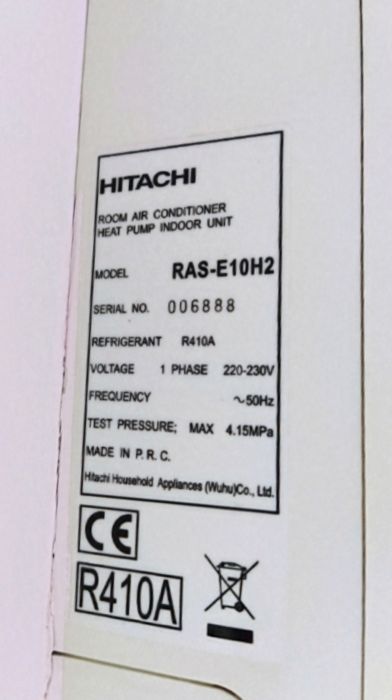 HITACHI
ROOM AIR CONDITIONER
HEAT PUMP INDOOR UNIT
MODEL RAS-E10H2
SERIAL NO. 006888
REFRIGERANT R410A
VOLTAGE 1 PHASE 220-230V
FREQUENCY ~50Hz
TEST PRESSURE; MAX 4.15MPa
MADE IN P. R. C.
Hitachi Household Appliances (Wuhu)Co., Ltd.
CE
R410A